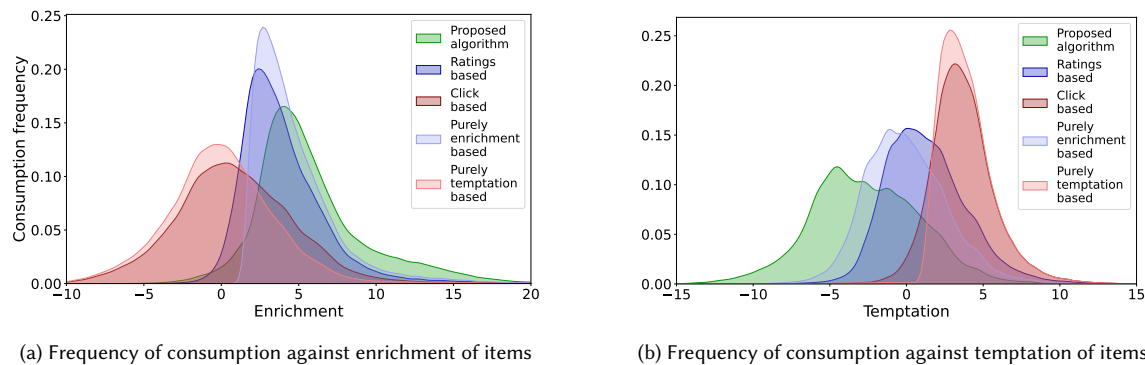 0.25
0.20
0.15
0.10
0.05
0.00
Consumption frequency
−10
−5
0
5
10
15
20
Enrichment
Proposed
algorithm
Ratings
based
Click
based
Purely
enrichment
based
Purely
temptation
based
(a) Frequency of consumption against enrichment of items
0.25
0.20
0.15
0.10
0.05
0.00
−15
−10
−5
0
5
10
15
Temptation
Proposed
algorithm
Ratings
based
Click
based
Purely
enrichment
based
Purely
temptation
based
(b) Frequency of consumption against temptation of items